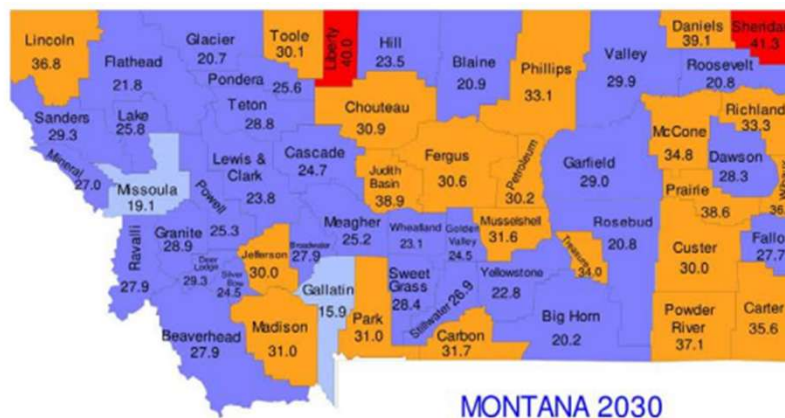 Lincoln
36.8
Flathead
21.8
Glacier
20.7
Toole
30.1
Liberty
40.0
Hill
23.5
Blaine
20.9
Phillips
33.1
Valley
29.9
Daniels
39.1
Sheridan
41.3
Roosevelt
20.8
Pondera
25.6
Teton
28.8
Chouteau
30.9
Richland
33.3
McCone
34.8
Sanders
29.3
Lake
25.8
Mineral
27.0
Missoula
19.1
Powell
25.3
Lewis &
Clark
23.8
Cascade
24.7
Judith
Basin
38.9
Fergus
30.6
Petroleum
30.2
Garfield
29.0
Dawson
28.3
Prairie
38.6
36.
Granite
28.9
Ravalli
27.9
Deer
Lodge
29.3
Silver
Bow
24.5
Jefferson
30.0
Broadwater
27.9
Meagher
25.2
Wheatland
23.1
Golden
Valley
24.5
Musselshell
31.6
Rosebud
20.8
Treasure
34.0
Custer
30.0
Fallo
27.7
Gallatin
15.9
Park
31.0
Sweet
Grass
28.4
Stillwater 26.9
Yellowstone
22.8
Big Horn
20.2
Powder
River
37.1
Carter
35.6
Beaverhead
27.9
Madison
31.0
Carbon
31.7
MONTANA 2030